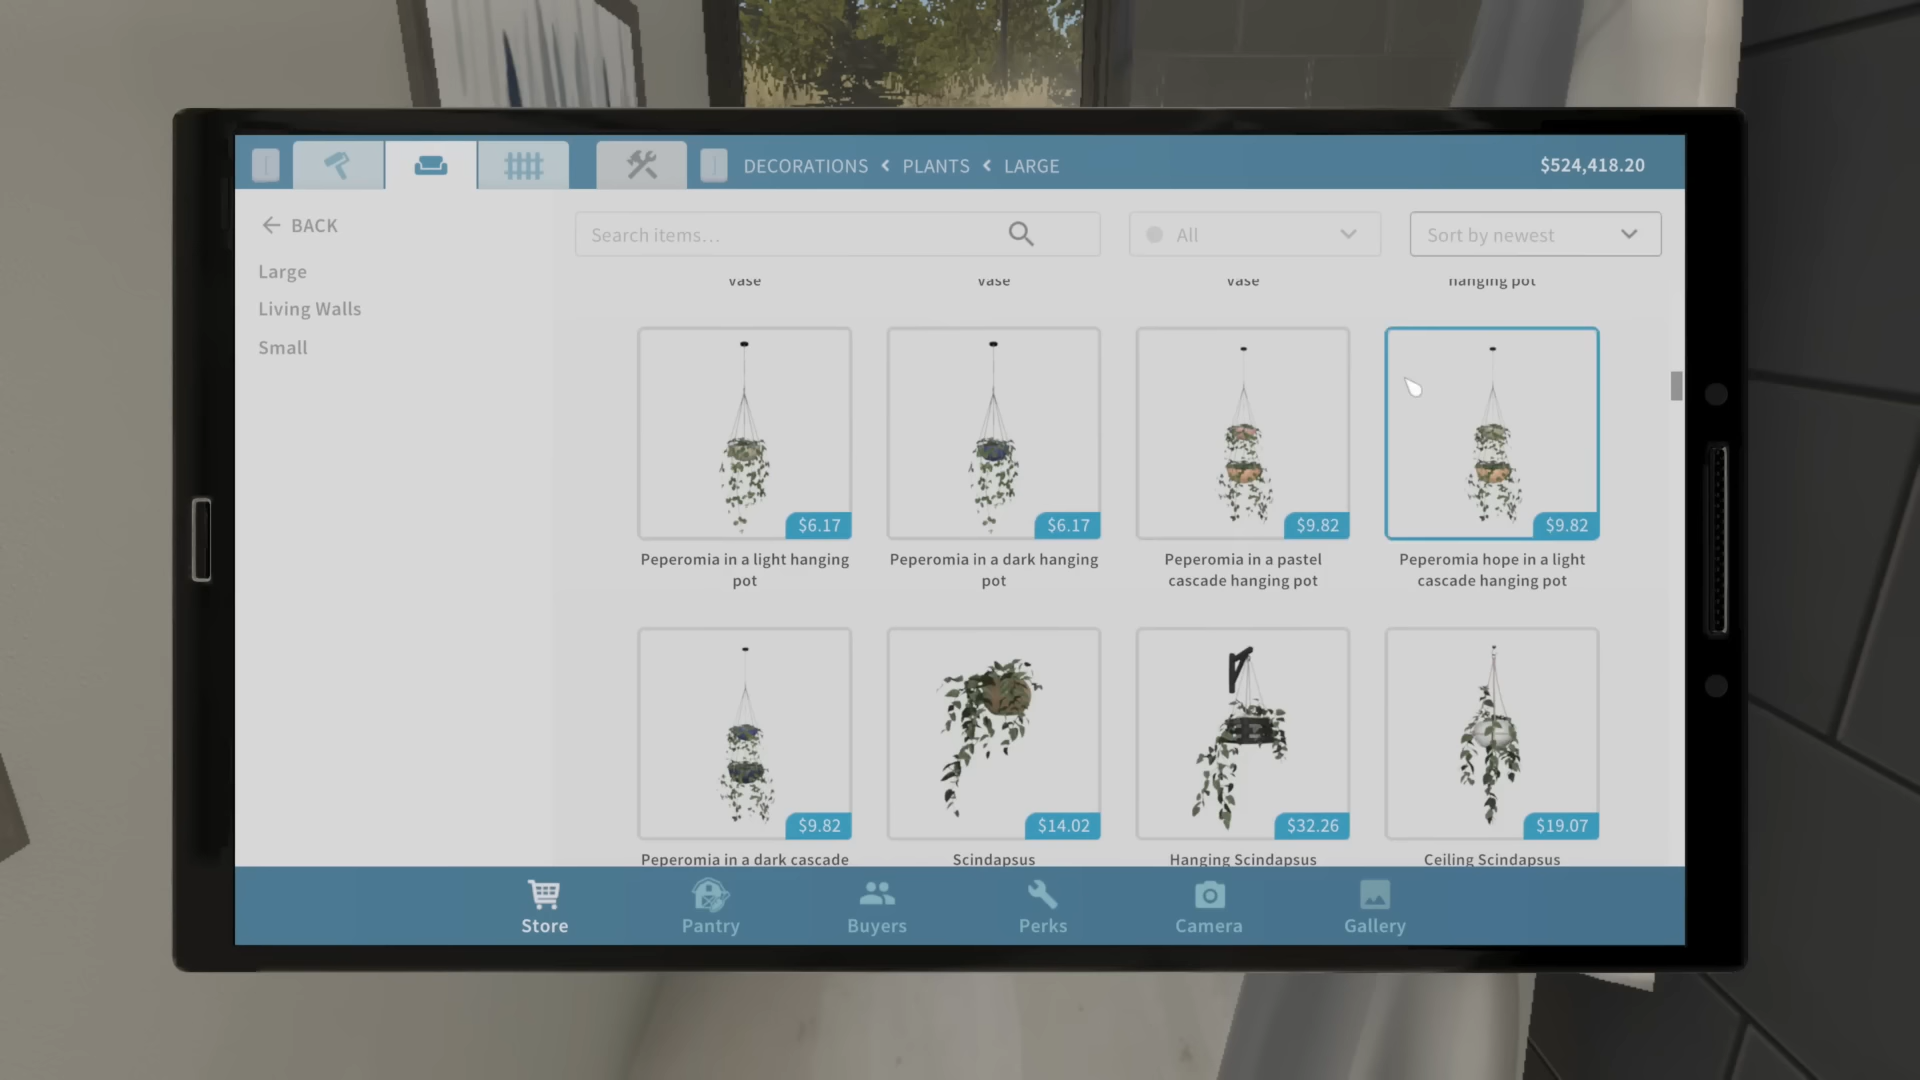 DECORATIONS < PLANTS < LARGE
$524,418.20
BACK
Search items...
All
Sort by newest
Large
Living Walls
Small
vase
vase
vase
hanging pot
$6.17
$6.17
$9.82
$9.82
Peperomia in a light hanging
pot
Peperomia in a dark hanging
pot
Peperomia in a pastel
cascade hanging pot
Peperomia hope in a light
cascade hanging pot
$9.82
$14.02
$32.26
$19.07
Peperomia in a dark cascade
Scindapsus
Hanging Scindapsus
Ceiling Scindapsus
Store
Pantry
Buyers
Perks
Camera
Gallery